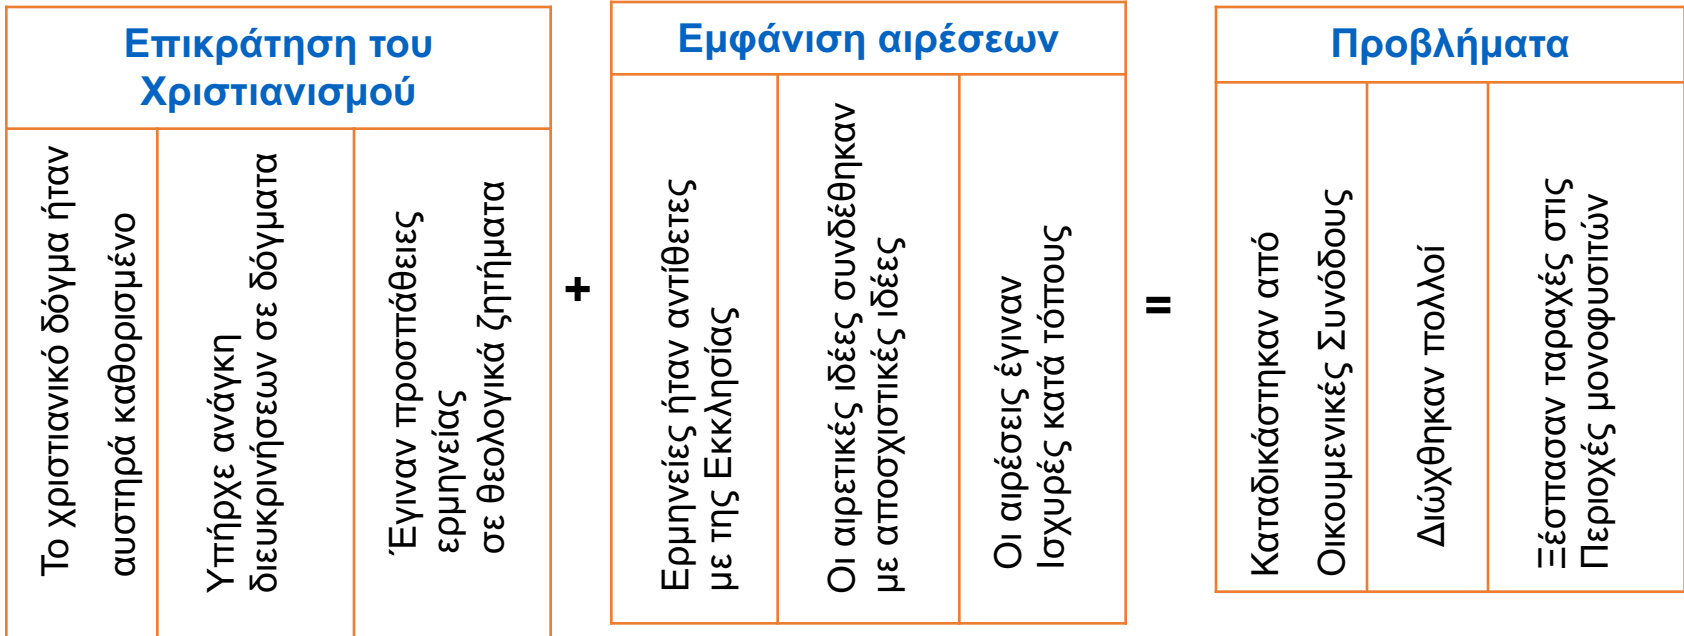 Επικράτηση του
Χριστιανισμού
Το χριστιανικό δόγμα ήταν
αυστηρά καθορισμένο
Υπήρχε ανάγκη
διευκρινήσεων σε δόγματα
Έγιναν προσπάθειες
ερμηνείας
σε θεολογικά ζητήματα
+
Εμφάνιση αιρέσεων
Ερμηνείες ήταν αντίθετες
με της Εκκλησίας
Οι αιρετικές ιδέες συνδέθηκαν
με αποσχιστικές ιδέες
Οι αιρέσεις έγιναν
Ισχυρές κατά τόπους
=
Προβλήματα
Καταδικάστηκαν από
Οικουμενικές Συνόδους
Διώχθηκαν πολλοί
Ξέσπασαν ταραχές στις
Περιοχές μονοφυσιτών